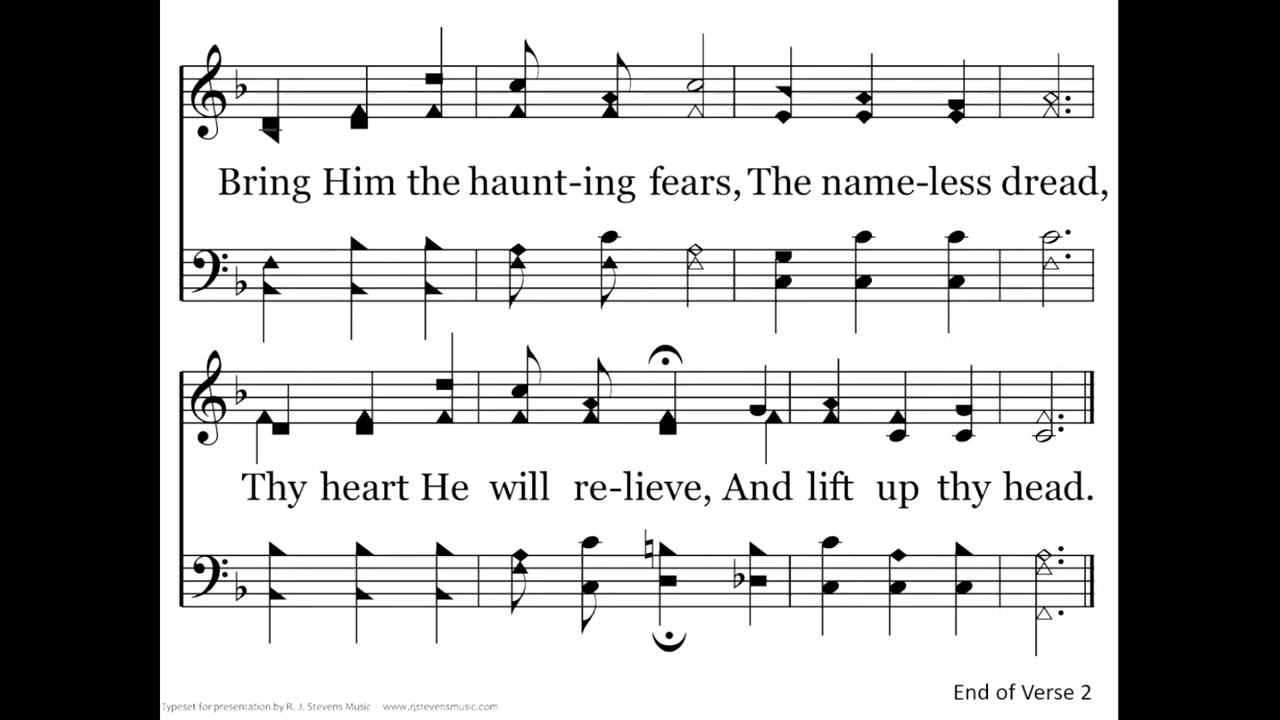 Bring Him the haunt-ing fears, The name-less dread,
Thy heart He will re-lieve, And lift up thy head.
End of Verse 2
Typeset for presentation by R. J. Stevens Music · www.rjstevensmusic.com